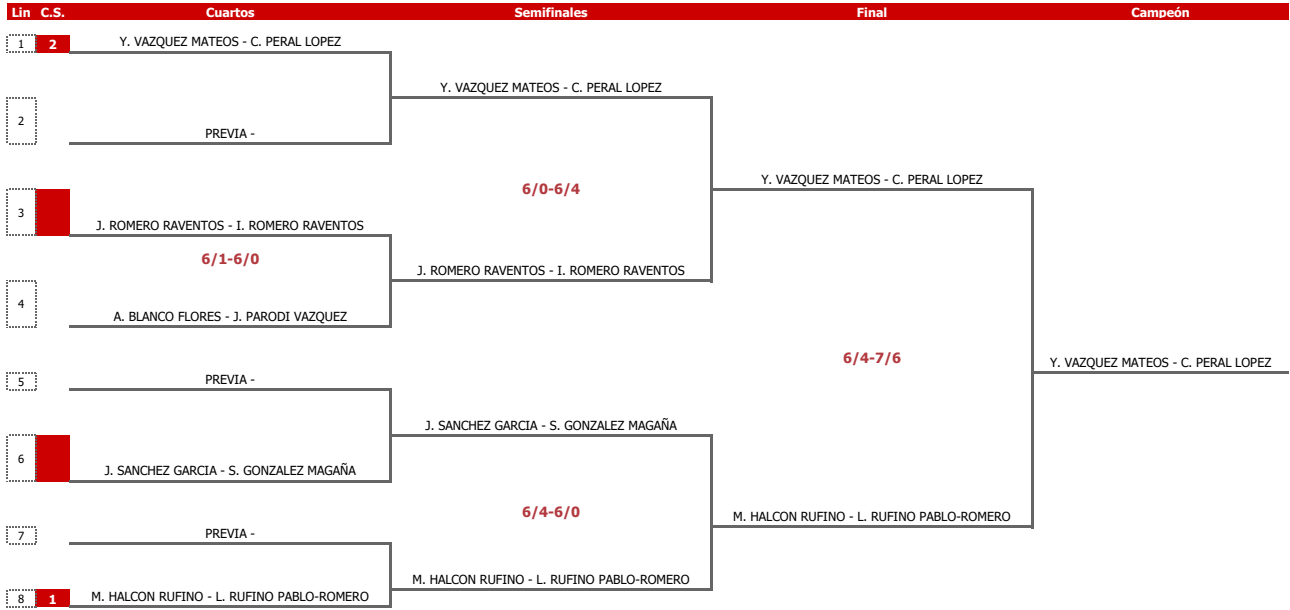 Lin C.S. Cuartos Semifinales Final Campeón
1 2 Y. VAZQUEZ MATEOS - C. PERAL LOPEZ
Y. VAZQUEZ MATEOS - C. PERAL LOPEZ
2
PREVIA -
6/0-6/4
Y. VAZQUEZ MATEOS - C. PERAL LOPEZ
3
J. ROMERO RAVENTOS - I. ROMERO RAVENTOS
6/1-6/0
J. ROMERO RAVENTOS - I. ROMERO RAVENTOS
4
A. BLANCO FLORES - J. PARODI VAZQUEZ
6/4-7/6
Y. VAZQUEZ MATEOS - C. PERAL LOPEZ
5 PREVIA -
J. SANCHEZ GARCIA - S. GONZALEZ MAGAÑA
6
J. SANCHEZ GARCIA - S. GONZALEZ MAGAÑA
6/4-6/0
M. HALCON RUFINO - L. RUFINO PABLO-ROMERO
7 PREVIA -
M. HALCON RUFINO - L. RUFINO PABLO-ROMERO
8 1 M. HALCON RUFINO - L. RUFINO PABLO-ROMERO